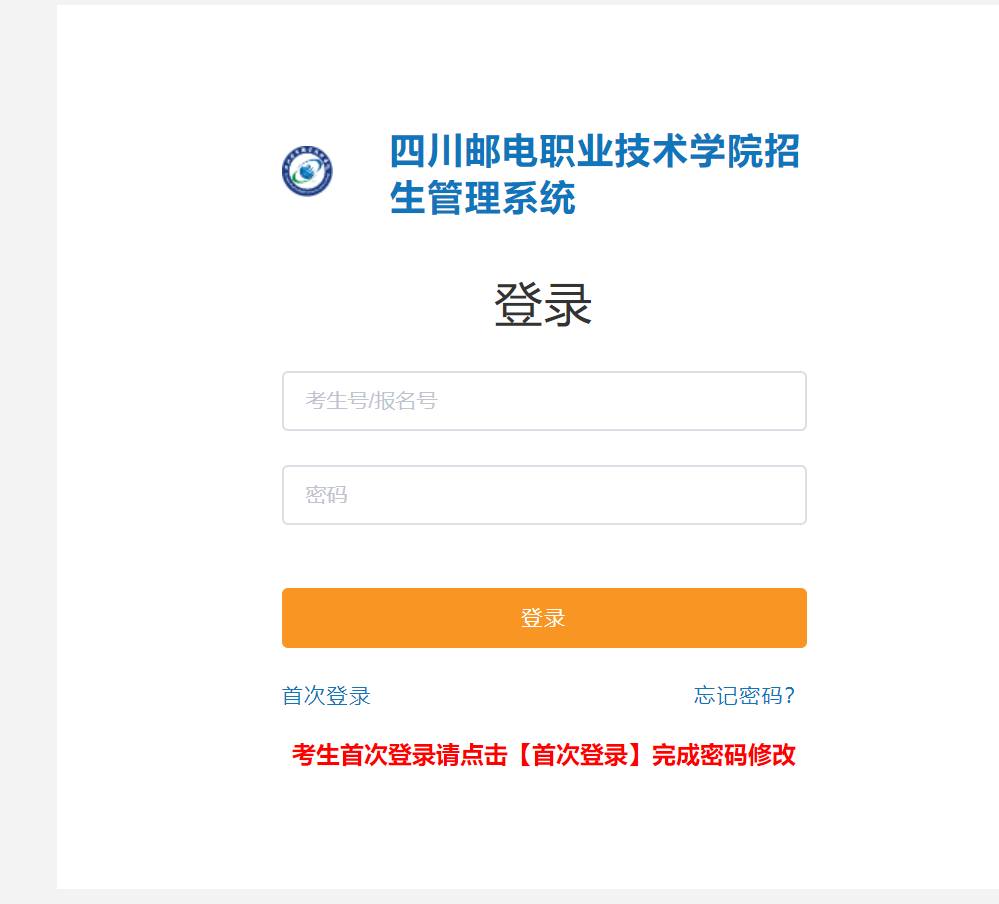 四川邮电职业技术学院招
生管理系统
登录
考生号/报名号
密码
登录
首次登录
忘记密码?
考生首次登录请点击【首次登录】完成密码修改